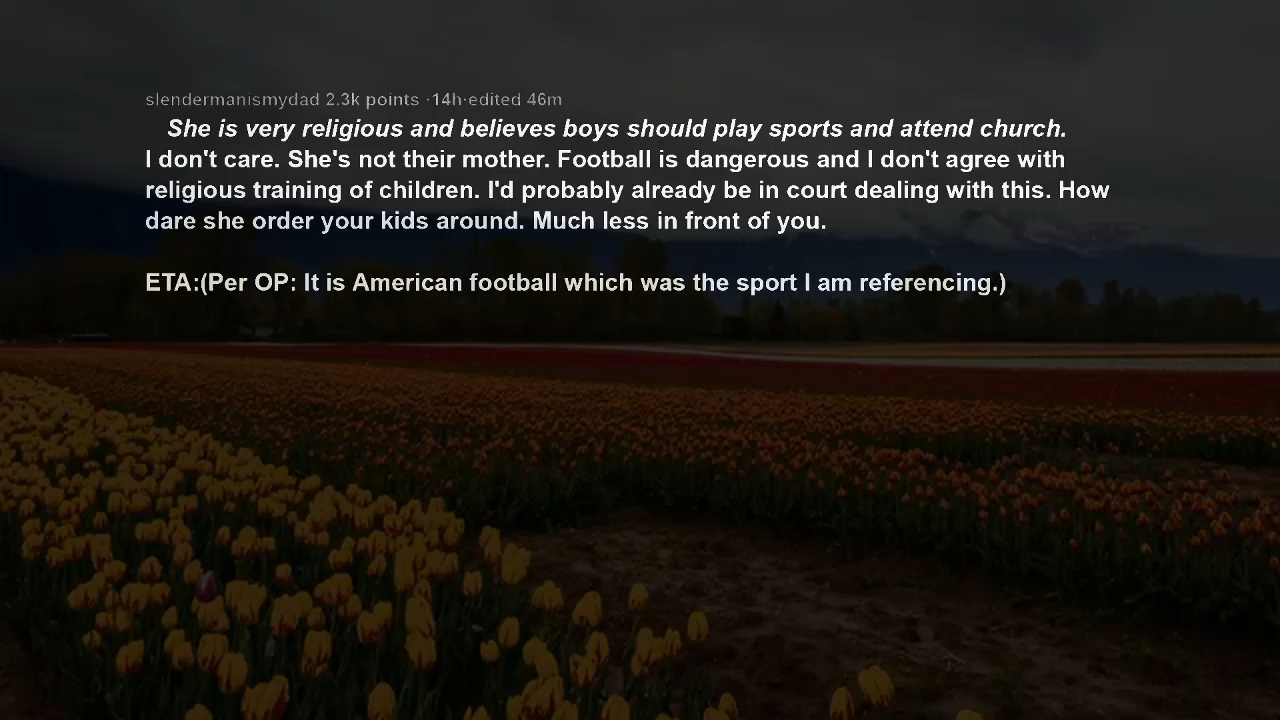 slendermanismydad 2.3k points ·14h·edited 46m
She is very religious and believes boys should play sports and attend church.
I don't care. She's not their mother. Football is dangerous and I don't agree with
religious training of children. I'd probably already be in court dealing with this. How
dare she order your kids around. Much less in front of you.
ETA:(Per OP: It is American football which was the sport I am referencing.)